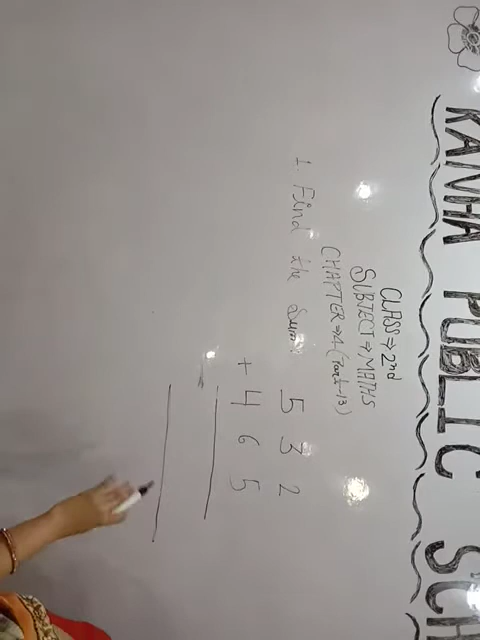 KANHA PUBLIC SCH
CLASS ⇒ 2nd
SUBJECT ⇒ MATHS
CHAPTER ⇒ 4 (Part-13)
1. Find the Sum:
5 3 2
+ 4 6 5